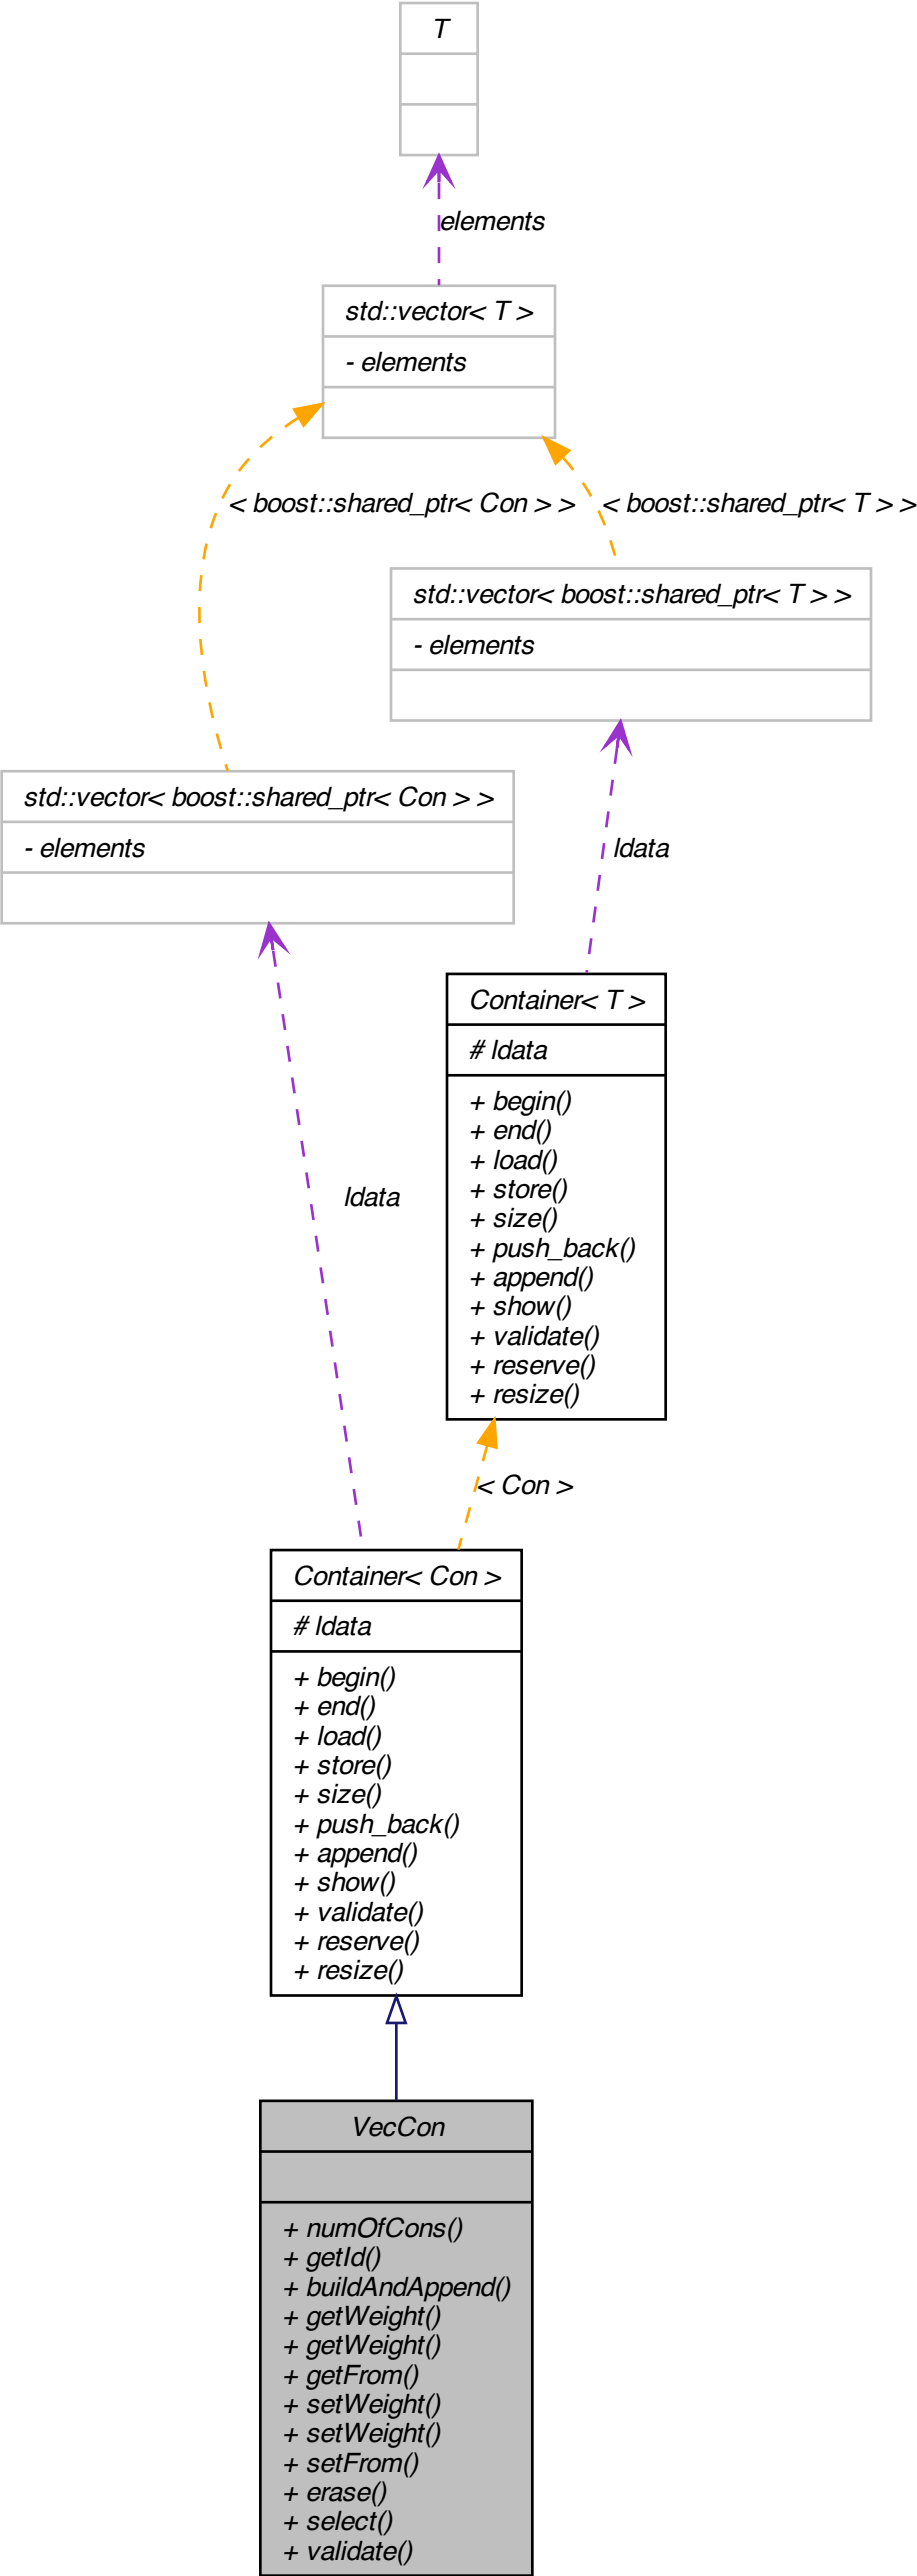 T
elements
std::vector< T >
- elements
< boost::shared_ptr< Con > >
< boost::shared_ptr< T > >
std::vector< boost::shared_ptr< T > >
- elements
std::vector< boost::shared_ptr< Con > >
- elements
ldata
Container< T >
# ldata
+ begin()
+ end()
+ load()
+ store()
+ size()
+ push_back()
+ append()
+ show()
+ validate()
+ reserve()
+ resize()
ldata
< Con >
Container< Con >
# ldata
+ begin()
+ end()
+ load()
+ store()
+ size()
+ push_back()
+ append()
+ show()
+ validate()
+ reserve()
+ resize()
VecCon
+ numOfCons()
+ getId()
+ buildAndAppend()
+ getWeight()
+ getWeight()
+ getFrom()
+ setWeight()
+ setWeight()
+ setFrom()
+ erase()
+ select()
+ validate()